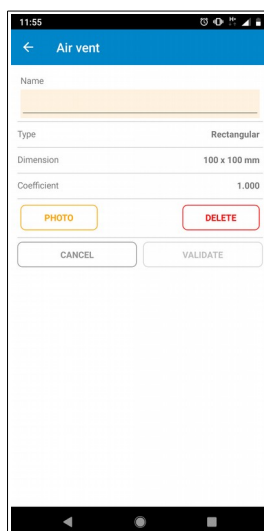 11:55
Air vent
Name
Type Rectangular
Dimension 100 x 100 mm
Coefficient 1.000
PHOTO DELETE
CANCEL VALIDATE